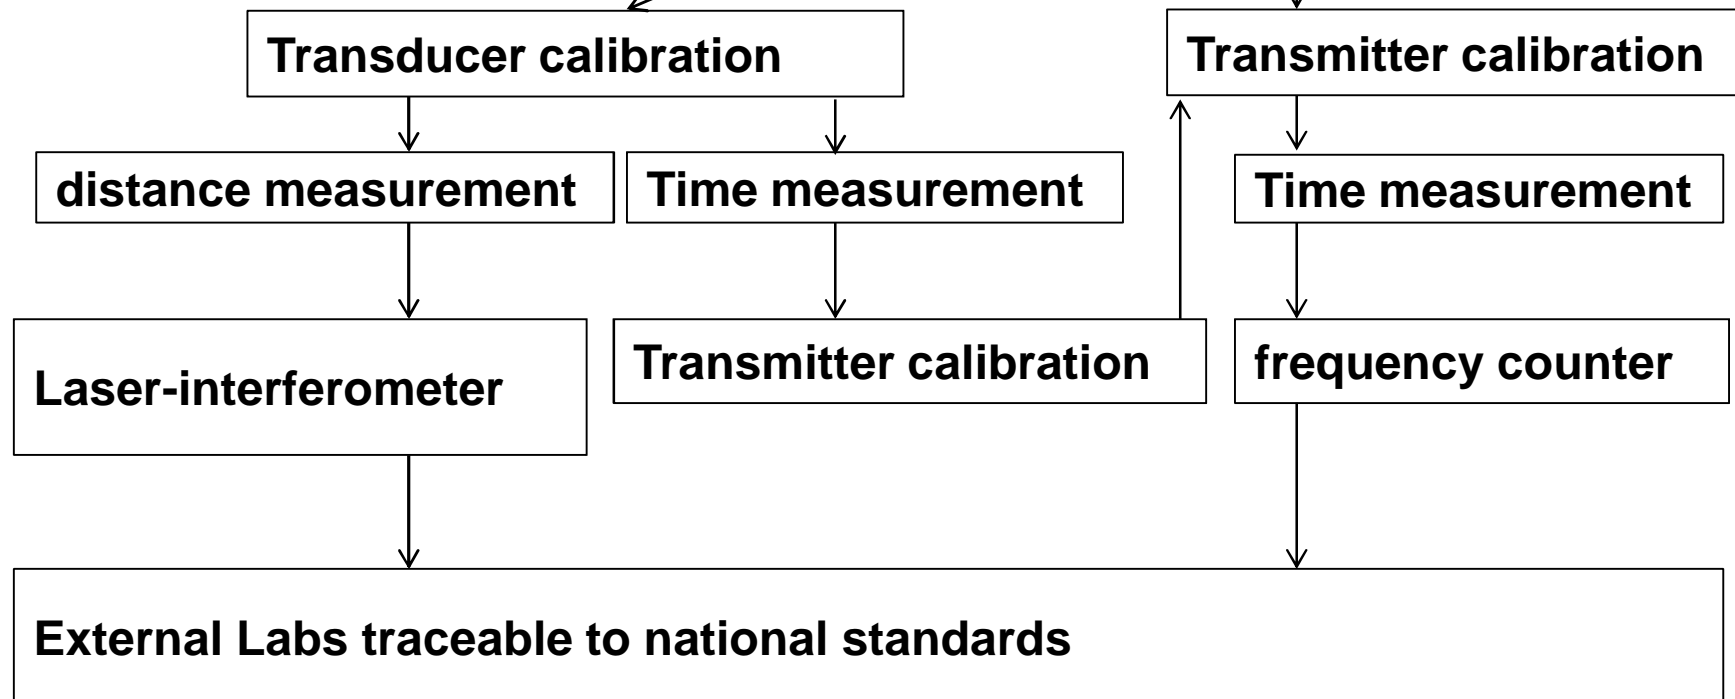 Transducer calibration
Transmitter calibration
distance measurement
Time measurement
Time measurement
Laser-interferometer
Transmitter calibration
frequency counter
External Labs traceable to national standards